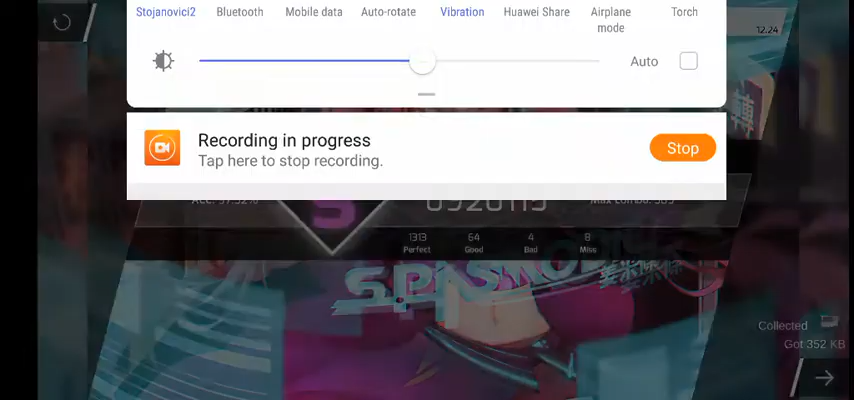 Stojanovici2 Bluetooth Mobile data Auto-rotate Vibration Huawei Share Airplane mode Torch
12.24
Auto
Recording in progress
Tap here to stop recording.
Stop
S
1313 64 4 8
Perfect Good Bad Miss
Collected
Got 352 KB